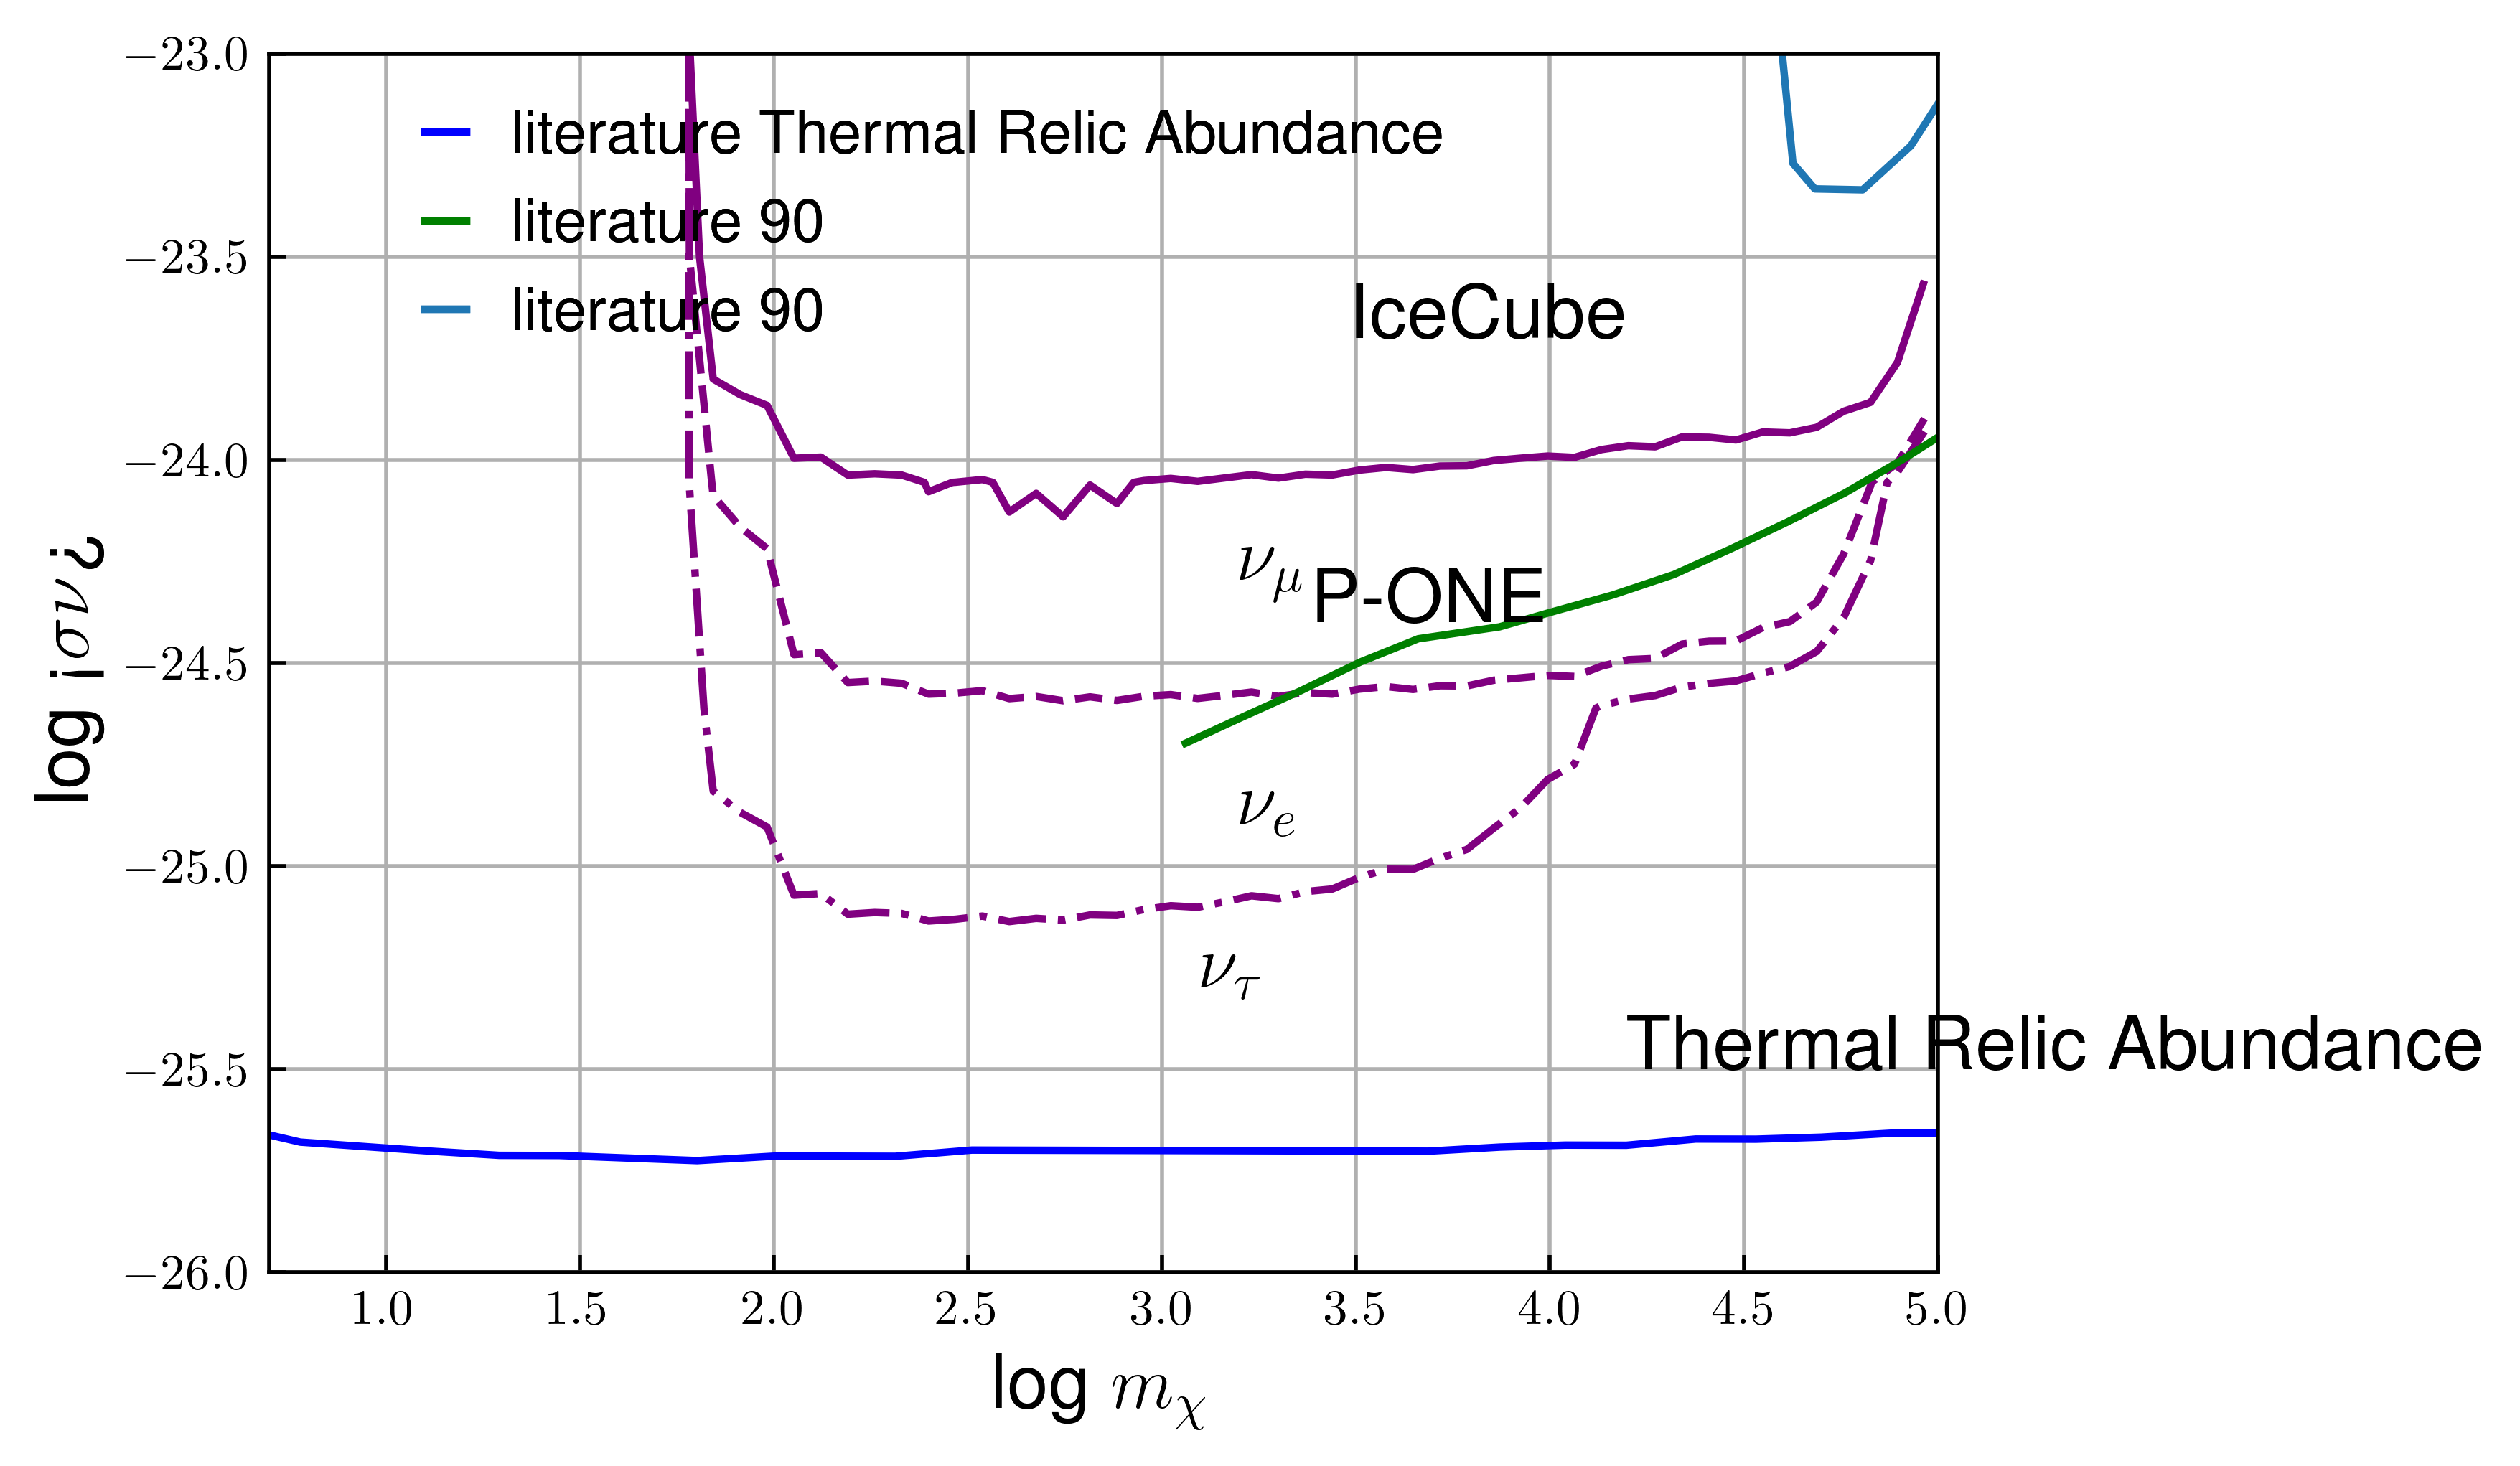 −23.0
−23.5
−24.0
−24.5
−25.0
−25.5
−26.0
log ¡σν¿
literature Thermal Relic Abundance
literature 90
literature 90
IceCube
ν_μ
P-ONE
ν_e
ν_τ
Thermal Relic Abundance
1.0 1.5 2.0 2.5 3.0 3.5 4.0 4.5 5.0
log m_χ